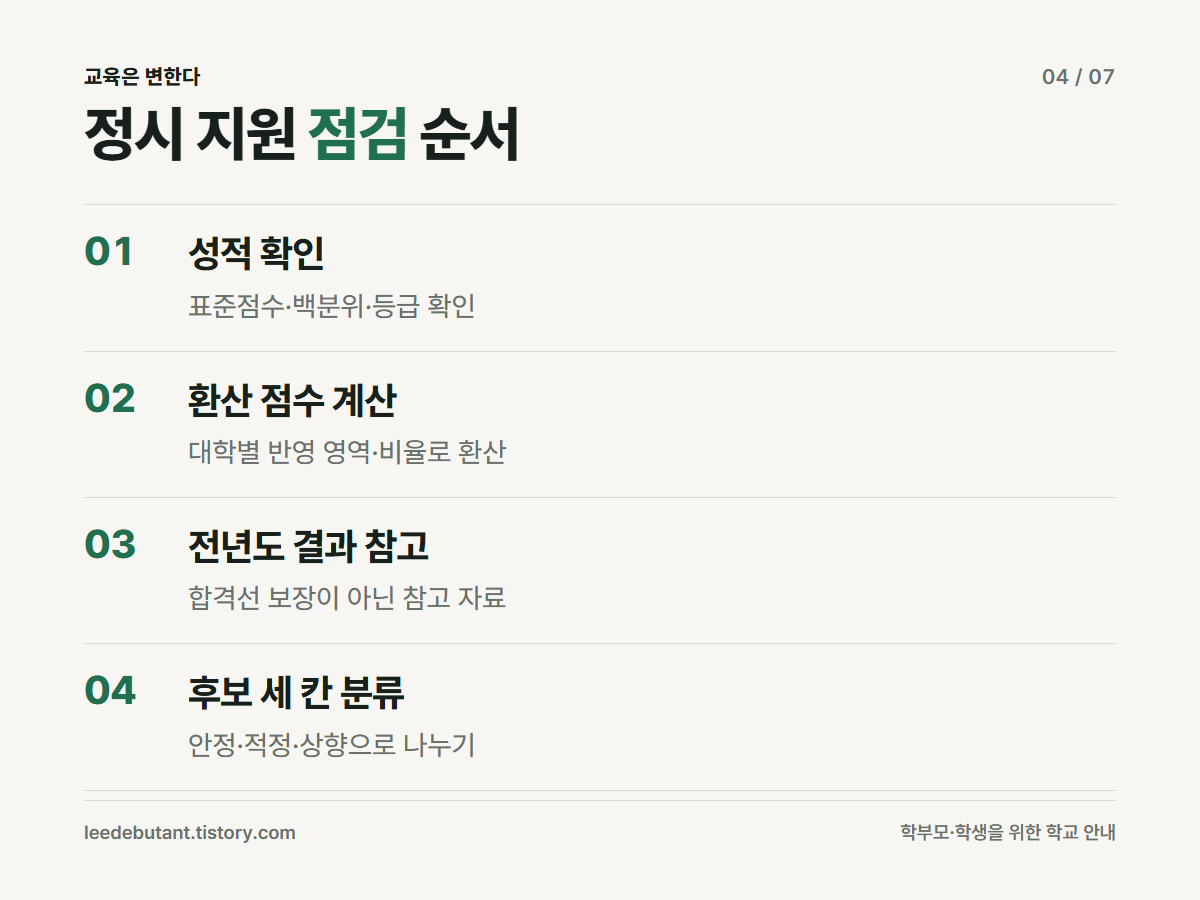 교육은 변한다
04 / 07
정시 지원 점검 순서
01
성적 확인
표준점수·백분위·등급 확인
02
환산 점수 계산
대학별 반영 영역·비율로 환산
03
전년도 결과 참고
합격선 보장이 아닌 참고 자료
04
후보 세 칸 분류
안정·적정·상향으로 나누기
leedebutant.tistory.com
학부모·학생을 위한 학교 안내